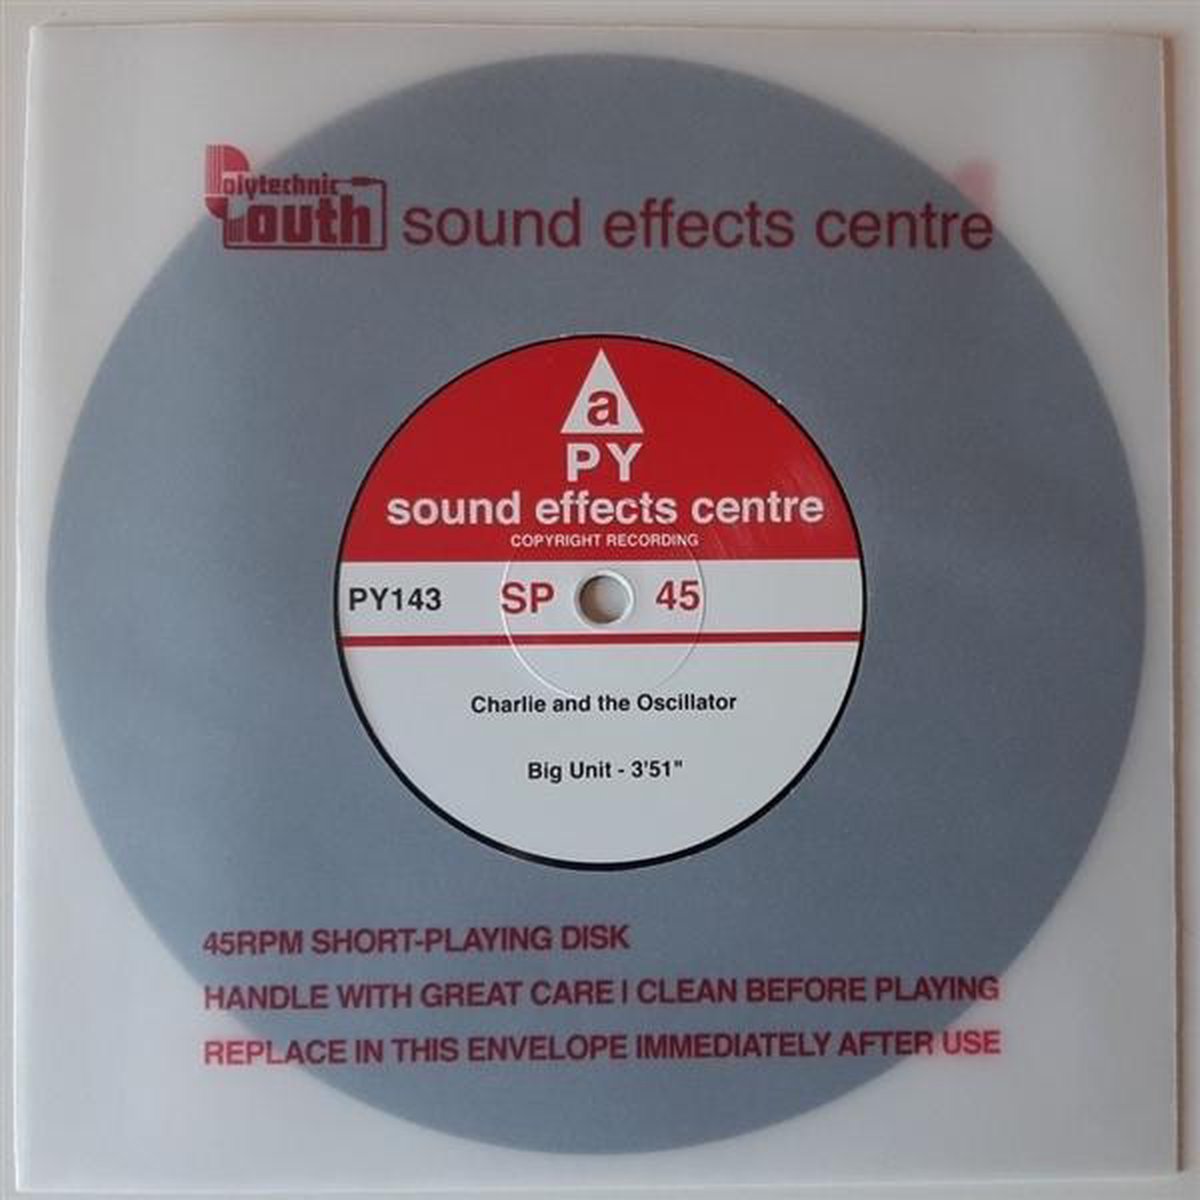 Polytechnic
Youth sound effects centre
a
PY
sound effects centre
COPYRIGHT RECORDING
PY143 SP 45
Charlie and the Oscillator
Big Unit - 3'51"
45RPM SHORT-PLAYING DISK
HANDLE WITH GREAT CARE | CLEAN BEFORE PLAYING
REPLACE IN THIS ENVELOPE IMMEDIATELY AFTER USE